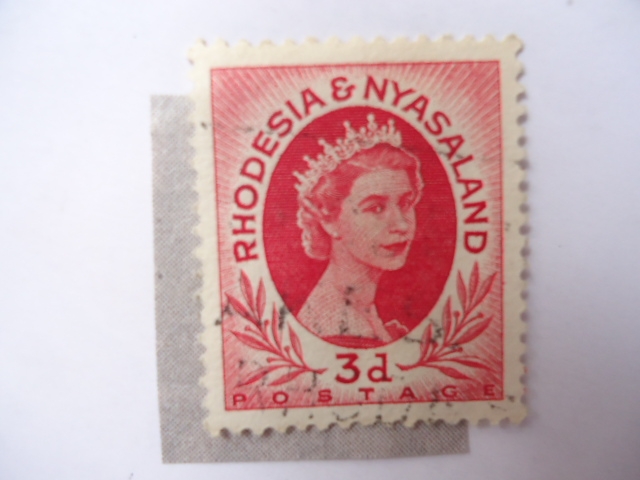 RHODESIA & NYASALAND
3d
POSTAGE